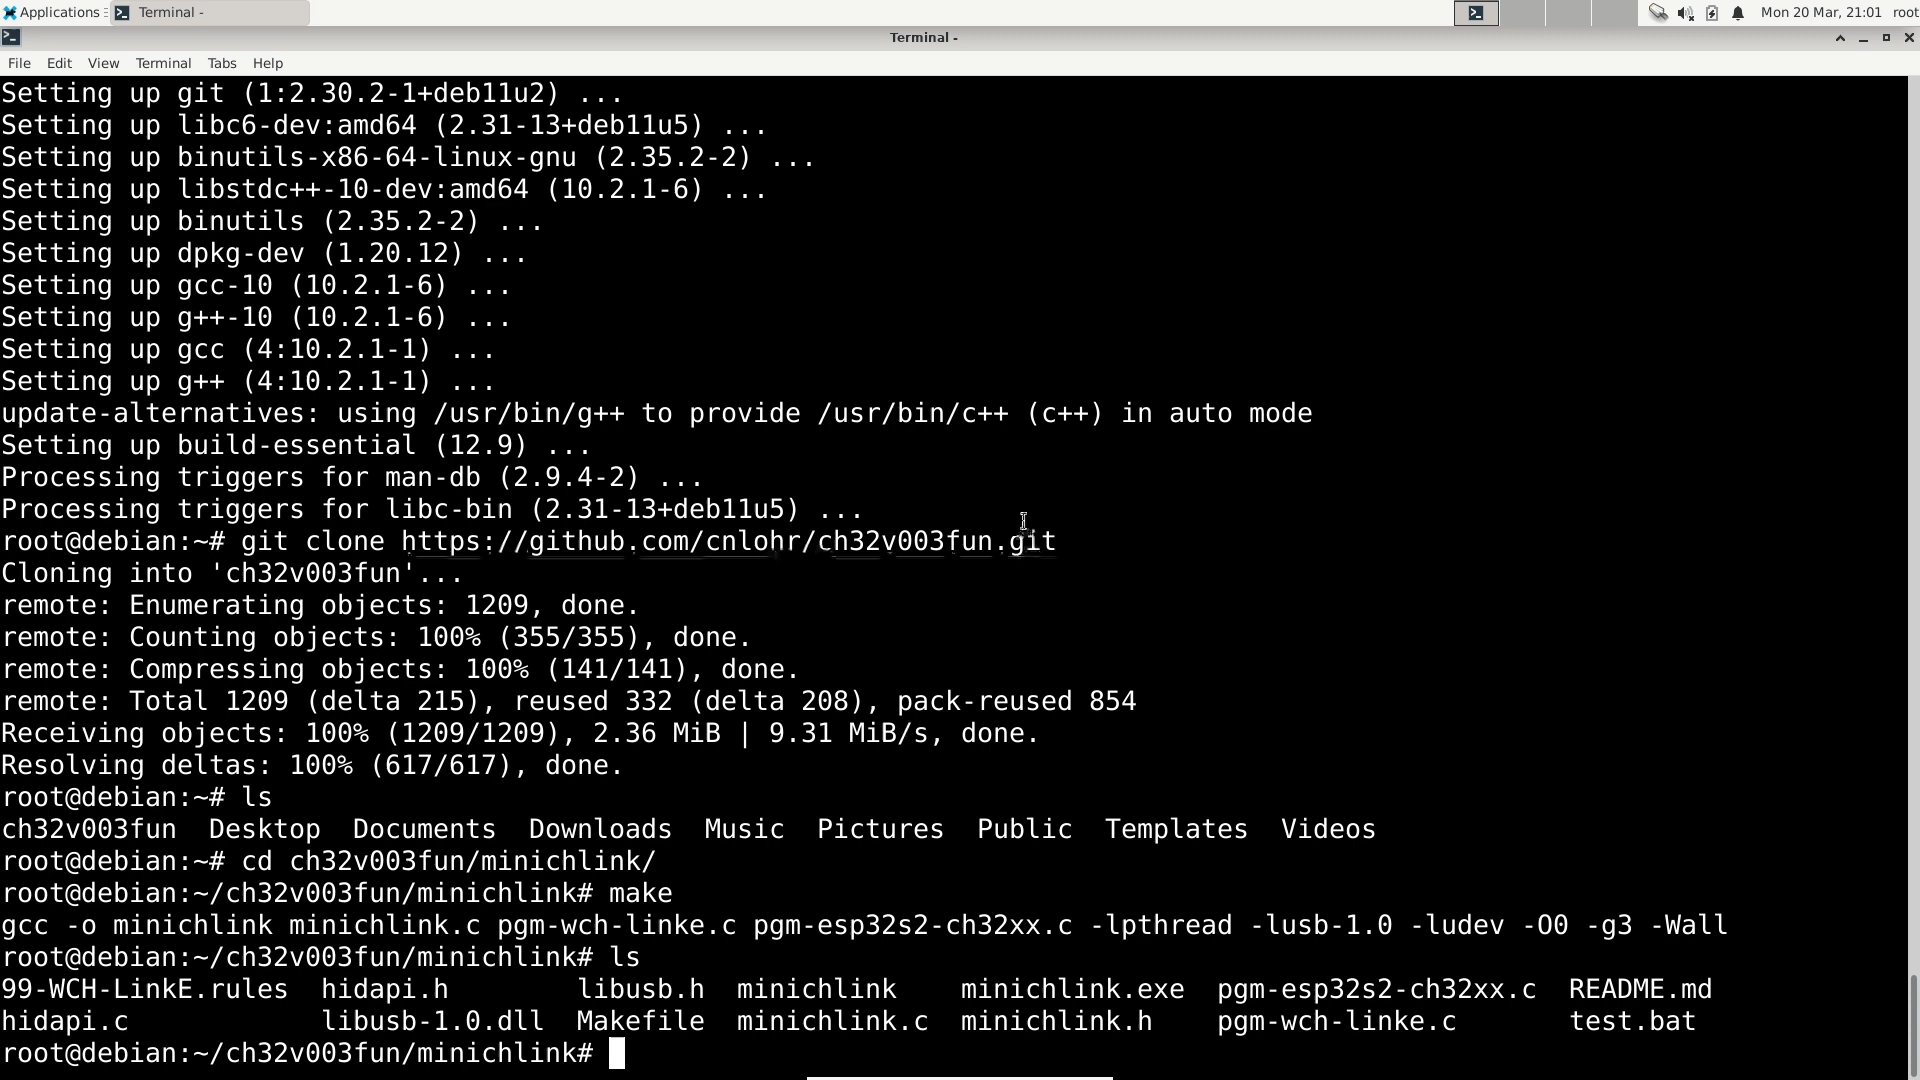 Applications Terminal - Mon 20 Mar, 21:01 root
Terminal -
File Edit View Terminal Tabs Help
Setting up git (1:2.30.2-1+deb11u2) ...
Setting up libc6-dev:amd64 (2.31-13+deb11u5) ...
Setting up binutils-x86-64-linux-gnu (2.35.2-2) ...
Setting up libstdc++-10-dev:amd64 (10.2.1-6) ...
Setting up binutils (2.35.2-2) ...
Setting up dpkg-dev (1.20.12) ...
Setting up gcc-10 (10.2.1-6) ...
Setting up g++-10 (10.2.1-6) ...
Setting up gcc (4:10.2.1-1) ...
Setting up g++ (4:10.2.1-1) ...
update-alternatives: using /usr/bin/g++ to provide /usr/bin/c++ (c++) in auto mode
Setting up build-essential (12.9) ...
Processing triggers for man-db (2.9.4-2) ...
Processing triggers for libc-bin (2.31-13+deb11u5) ...
root@debian:~# git clone https://github.com/cnlohr/ch32v003fun.git
Cloning into 'ch32v003fun'...
remote: Enumerating objects: 1209, done.
remote: Counting objects: 100% (355/355), done.
remote: Compressing objects: 100% (141/141), done.
remote: Total 1209 (delta 215), reused 332 (delta 208), pack-reused 854
Receiving objects: 100% (1209/1209), 2.36 MiB | 9.31 MiB/s, done.
Resolving deltas: 100% (617/617), done.
root@debian:~# ls
ch32v003fun Desktop Documents Downloads Music Pictures Public Templates Videos
root@debian:~# cd ch32v003fun/minichlink/
root@debian:~/ch32v003fun/minichlink# make
gcc -o minichlink minichlink.c pgm-wch-linke.c pgm-esp32s2-ch32xx.c -lpthread -lusb-1.0 -ludev -O0 -g3 -Wall
root@debian:~/ch32v003fun/minichlink# ls
99-WCH-LinkE.rules hidapi.h libusb.h minichlink minichlink.exe pgm-esp32s2-ch32xx.c README.md
hidapi.c libusb-1.0.dll Makefile minichlink.c minichlink.h pgm-wch-linke.c test.bat
root@debian:~/ch32v003fun/minichlink#